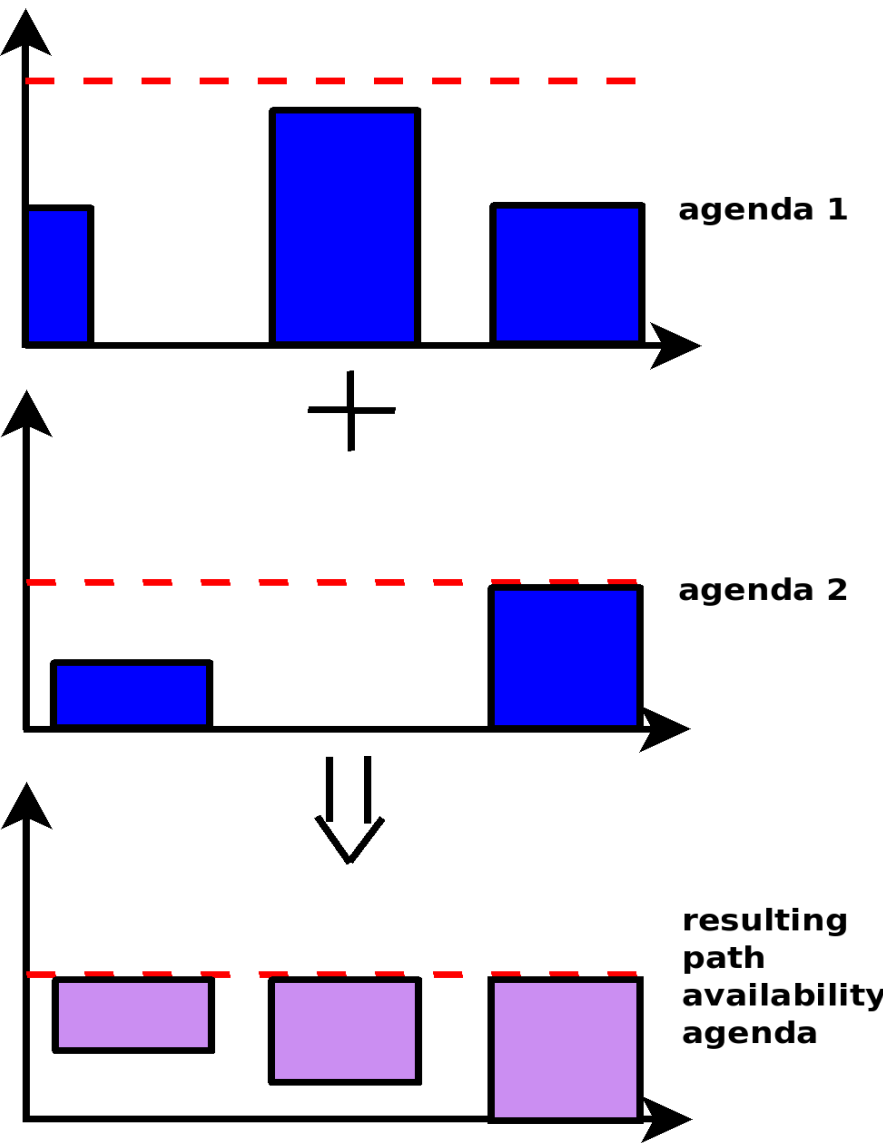 agenda 1
agenda 2
resulting
path
availability
agenda